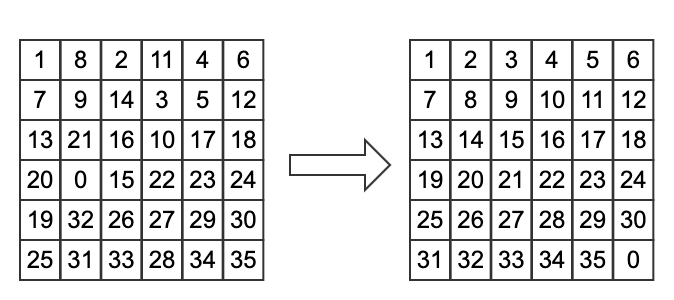 1 8 2 11 4 6
7 9 14 3 5 12
13 21 16 10 17 18
20 0 15 22 23 24
19 32 26 27 29 30
25 31 33 28 34 35
1 2 3 4 5 6
7 8 9 10 11 12
13 14 15 16 17 18
19 20 21 22 23 24
25 26 27 28 29 30
31 32 33 34 35 0